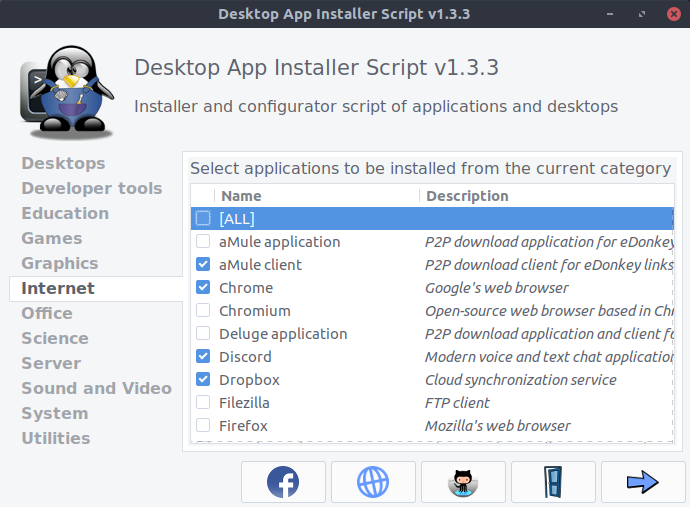 Desktop App Installer Script v1.3.3
Desktop App Installer Script v1.3.3
Installer and configurator script of applications and desktops
Desktops
Developer tools
Education
Games
Graphics
Internet
Office
Science
Server
Sound and Video
System
Utilities
Select applications to be installed from the current category
Name Description
[ALL]
aMule application P2P download application for eDonkey
aMule client P2P download client for eDonkey links
Chrome Google's web browser
Chromium Open-source web browser based in Chr
Deluge application P2P download application and client fo
Discord Modern voice and text chat application
Dropbox Cloud synchronization service
Filezilla FTP client
Firefox Mozilla's web browser